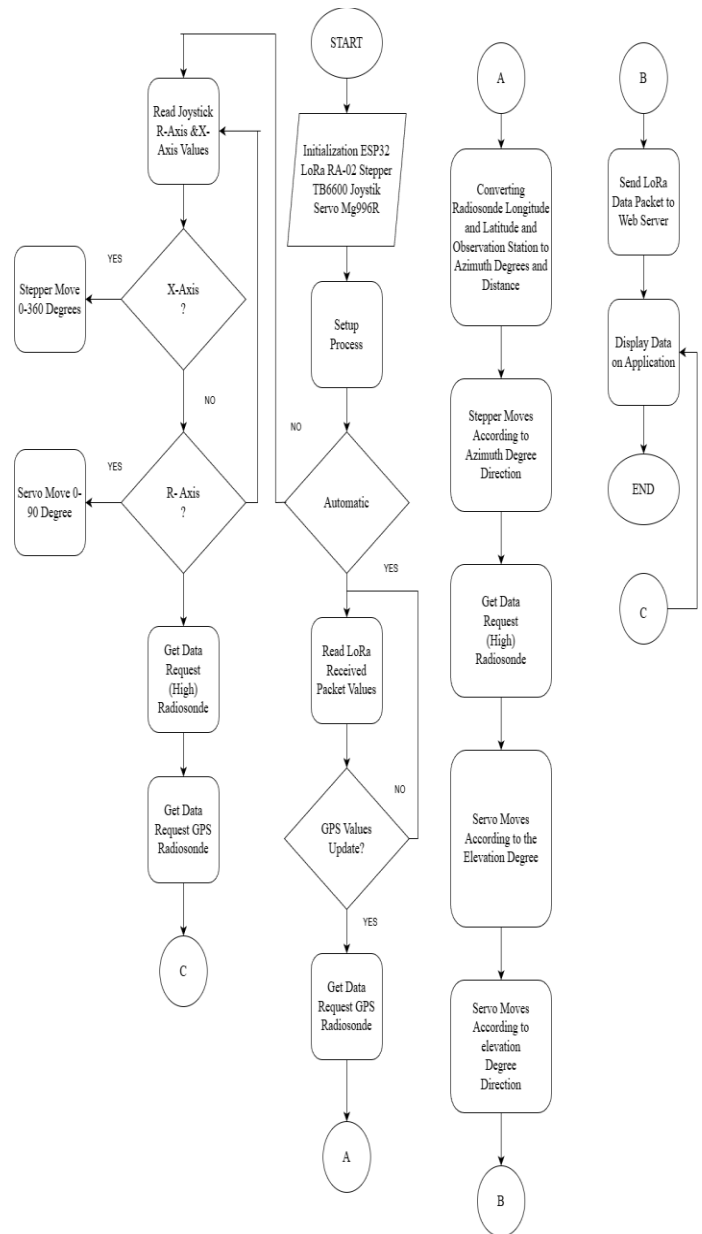 START
Initialization ESP32
LoRa RA-02 Stepper
TB6600 Joystik
Servo Mg996R
Setup
Process
NO
Automatic
YES
Read Joystick
R-Axis &X-
Axis Values
YES
X-Axis
?
Stepper Move
0-360 Degrees
NO
YES
R- Axis
?
Servo Move 0-
90 Degree
Get Data
Request
(High)
Radiosonde
Get Data
Request GPS
Radiosonde
C
Read LoRa
Received
Packet Values
NO
GPS Values
Update?
YES
Get Data
Request GPS
Radiosonde
A
A
Converting
Radiosonde Longitude
and Latitude and
Observation Station to
Azimuth Degrees and
Distance
Stepper Moves
According to
Azimuth Degree
Direction
Get Data
Request
(High)
Radiosonde
Servo Moves
According to the
Elevation Degree
Servo Moves
According to
elevation
Degree
Direction
B
B
Send LoRa
Data Packet to
Web Server
Display Data
on Application
END
C